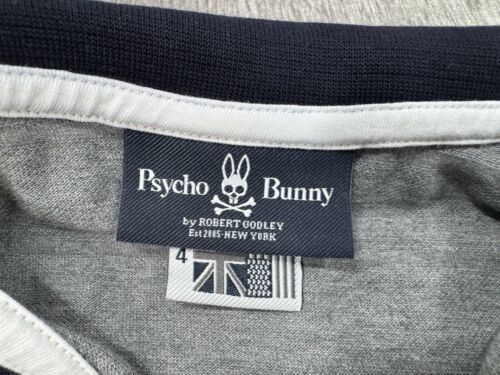 Psycho Bunny
by ROBERT GODLEY
Est 2005-NEW YORK
4